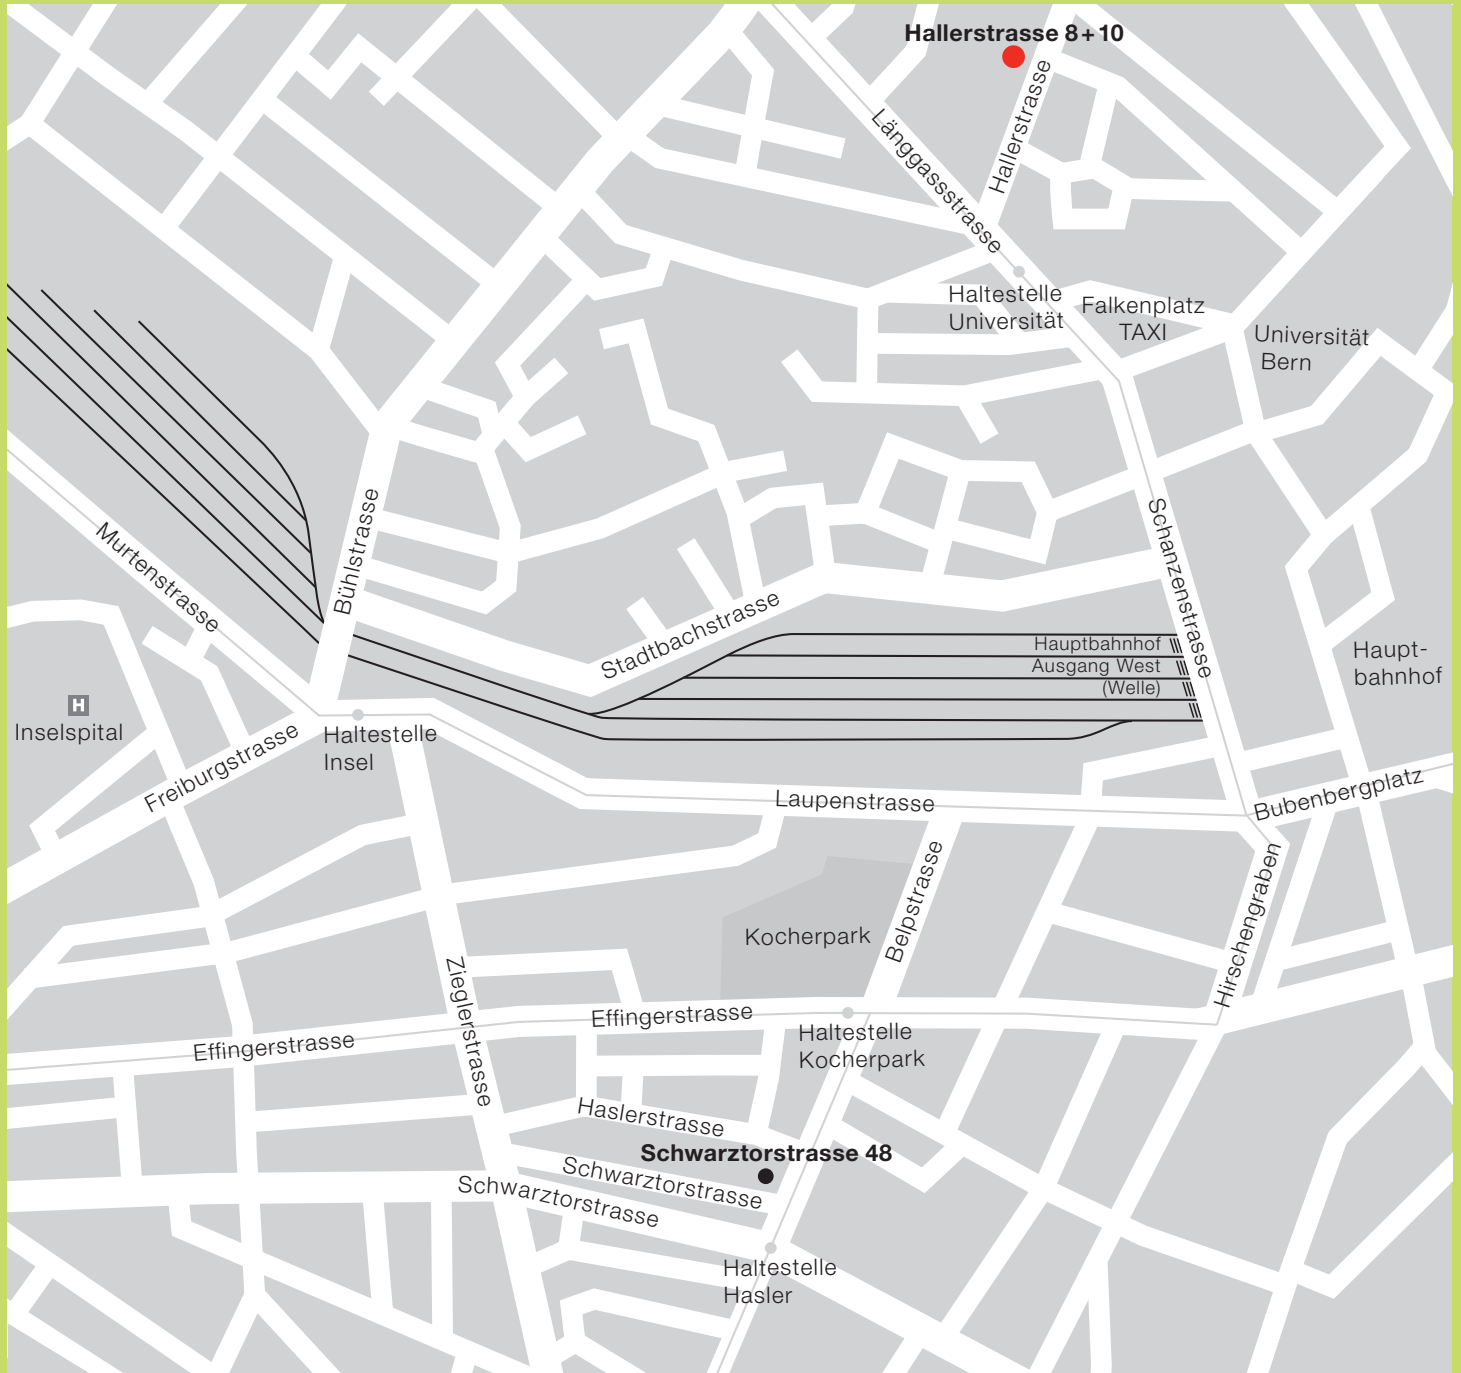 Hallerstrasse 8+10
Hallerstrasse
Länggassstrasse
Haltestelle
Universität
Falkenplatz
TAXI
Universität
Bern
Bühlstrasse
Murtenstrasse
Schanzenstrasse
Stadtbachstrasse
Hauptbahnhof
Ausgang West
(Welle)
Haupt-
bahnhof
H
Inselspital
Freiburgstrasse
Haltestelle
Insel
Laupenstrasse
Bubenbergplatz
Belpstrasse
Hirschengraben
Kocherpark
Zieglerstrasse
Effingerstrasse
Effingerstrasse
Haltestelle
Kocherpark
Haslerstrasse
Schwarztorstrasse 48
Schwarztorstrasse
Schwarztorstrasse
Haltestelle
Hasler